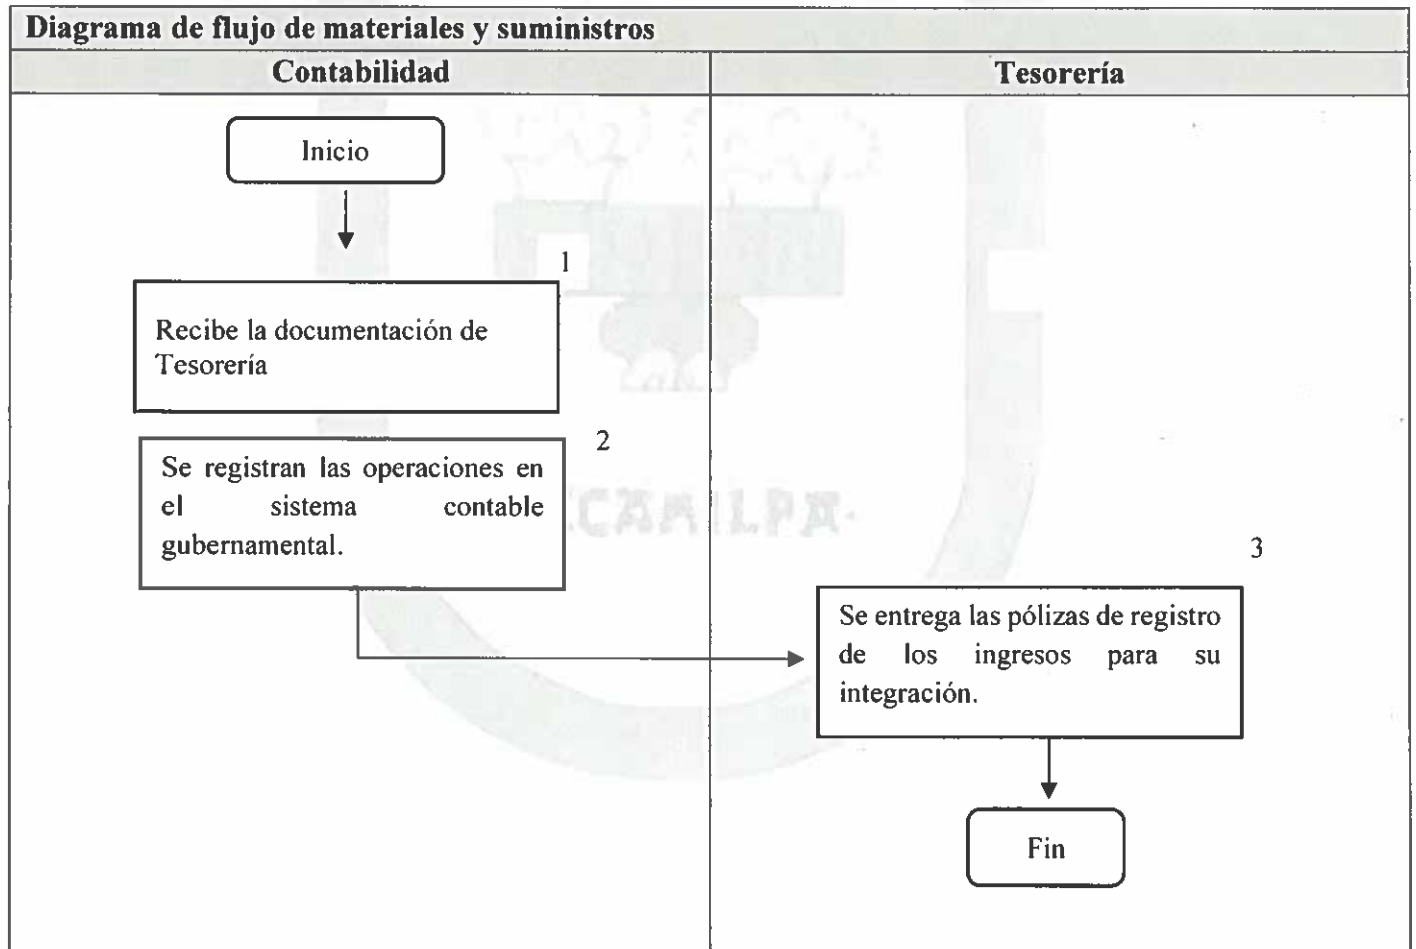 Diagrama de flujo de materiales y suministros
Contabilidad
Tesorería
Inicio
1
Recibe la documentación de
Tesorería
2
Se registran las operaciones en
el sistema contable
gubernamental.
3
Se entrega las pólizas de registro
de los ingresos para su
integración.
Fin